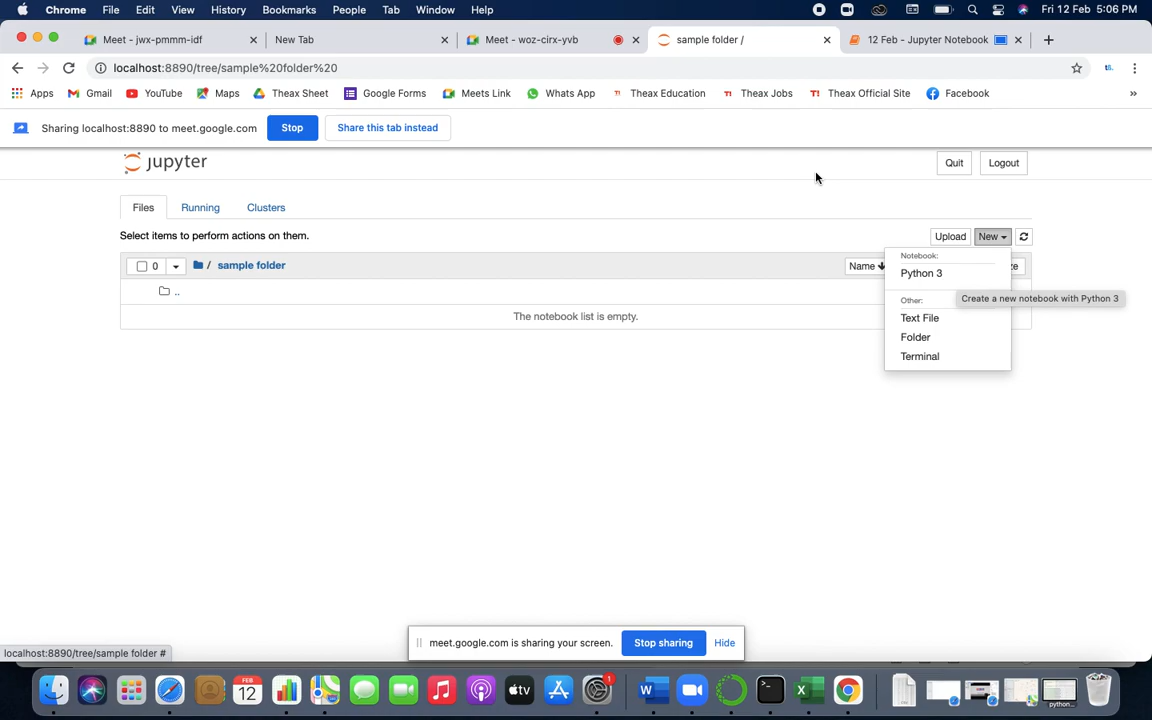 Chrome File Edit View History Bookmarks People Tab Window Help Fri 12 Feb 5:06 PM
Meet - jwx-pmmm-idf New Tab Meet - woz-cirx-yvb sample folder / 12 Feb - Jupyter Notebook
localhost:8890/tree/sample%20folder%20
Apps Gmail YouTube Maps Theax Sheet Google Forms Meets Link Whats App Theax Education Theax Jobs Theax Official Site Facebook
Sharing localhost:8890 to meet.google.com Stop Share this tab instead
jupyter Quit Logout
Files Running Clusters
Select items to perform actions on them. Upload New
0 / sample folder Name ze
Notebook:
Python 3
..
Create a new notebook with Python 3
Other:
The notebook list is empty. Text File
Folder
Terminal
meet.google.com is sharing your screen. Stop sharing Hide
localhost:8890/tree/sample folder #
FEB
12
tv
1
python...